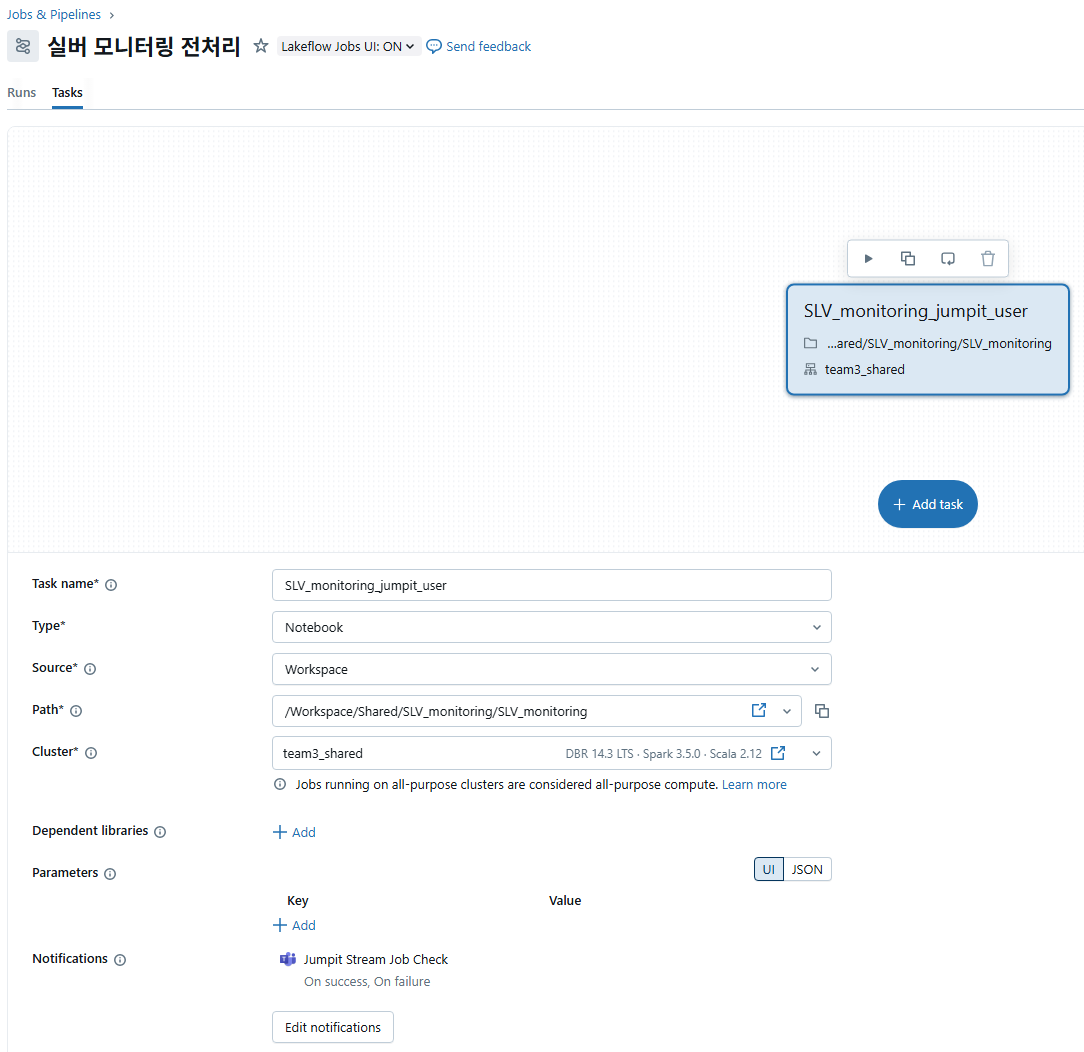 Jobs & Pipelines
실버 모니터링 전처리 Lakeflow Jobs UI: ON Send feedback
Runs Tasks
SLV_monitoring_jumpit_user
...ared/SLV_monitoring/SLV_monitoring
team3_shared
+ Add task
Task name* SLV_monitoring_jumpit_user
Type* Notebook
Source* Workspace
Path* /Workspace/Shared/SLV_monitoring/SLV_monitoring
Cluster* team3_shared DBR 14.3 LTS · Spark 3.5.0 · Scala 2.12
Jobs running on all-purpose clusters are considered all-purpose compute. Learn more
Dependent libraries + Add
Parameters UI JSON
Key Value
+ Add
Notifications Jumpit Stream Job Check
On success, On failure
Edit notifications